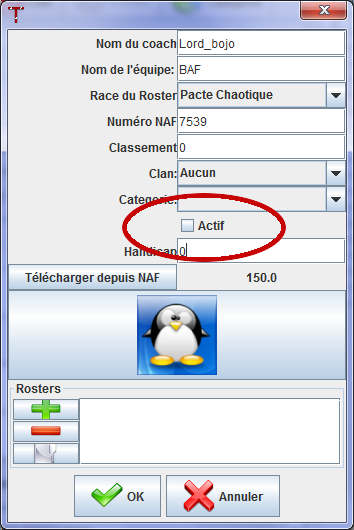 Nom du coach Lord_bojo
Nom de l'équipe: BAF
Race du Roster Pacte Chaotique
Numéro NAF 7539
Classement 0
Clan: Aucun
Categorie:
Actif
Handicap 0
Télécharger depuis NAF 150.0
Rosters
OK Annuler